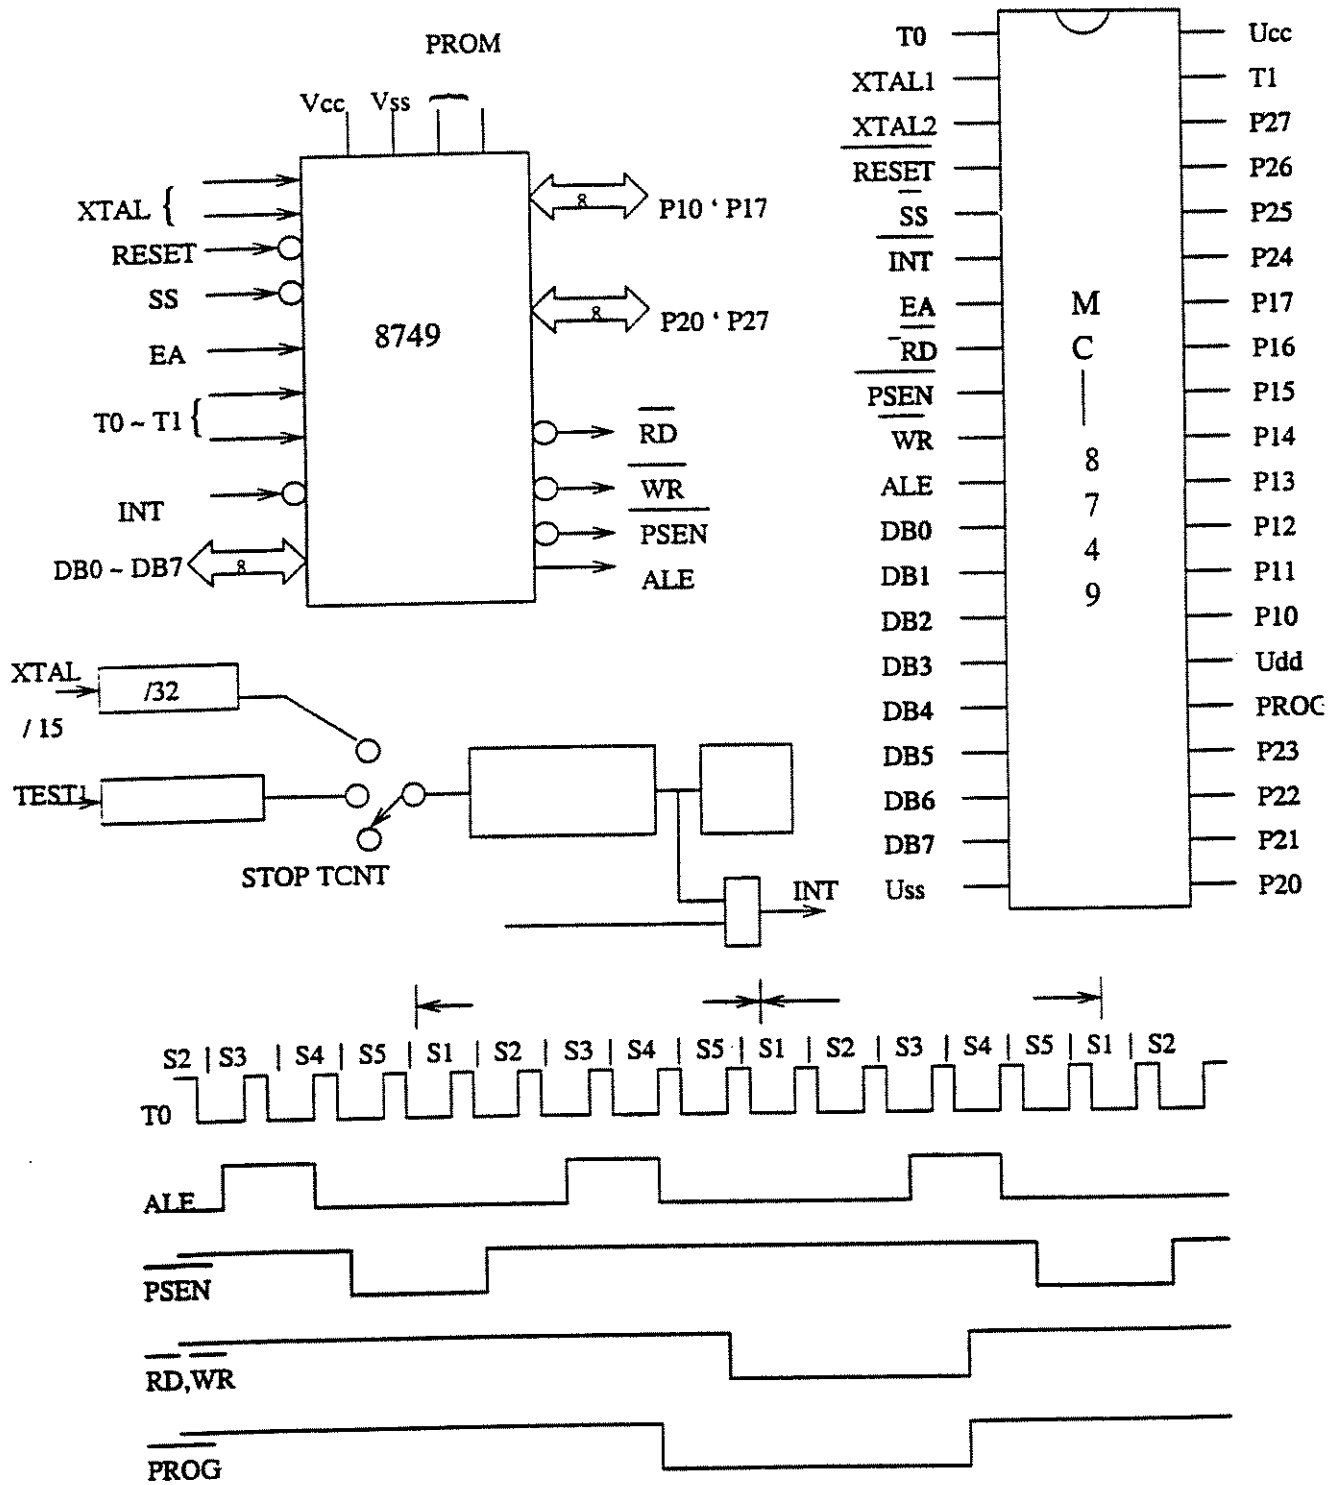 PROM
Vcc Vss
XTAL {
RESET
SS
EA
T0 ~ T1 {
INT
DB0 ~ DB7
8
8749
8
P10 ' P17
8
P20 ' P27
RD
WR
PSEN
ALE
T0
XTAL1
XTAL2
RESET
SS
INT
EA
RD
PSEN
WR
ALE
DB0
DB1
DB2
DB3
DB4
DB5
DB6
DB7
Uss
M
C
|
8
7
4
9
Ucc
T1
P27
P26
P25
P24
P17
P16
P15
P14
P13
P12
P11
P10
Udd
PROG
P23
P22
P21
P20
XTAL
/ 15
/32
TEST1
STOP TCNT
INT
S2 | S3 | S4 | S5 | S1 | S2 | S3 | S4 | S5 | S1 | S2 | S3 | S4 | S5 | S1 | S2
T0
ALE
PSEN
RD,WR
PROG